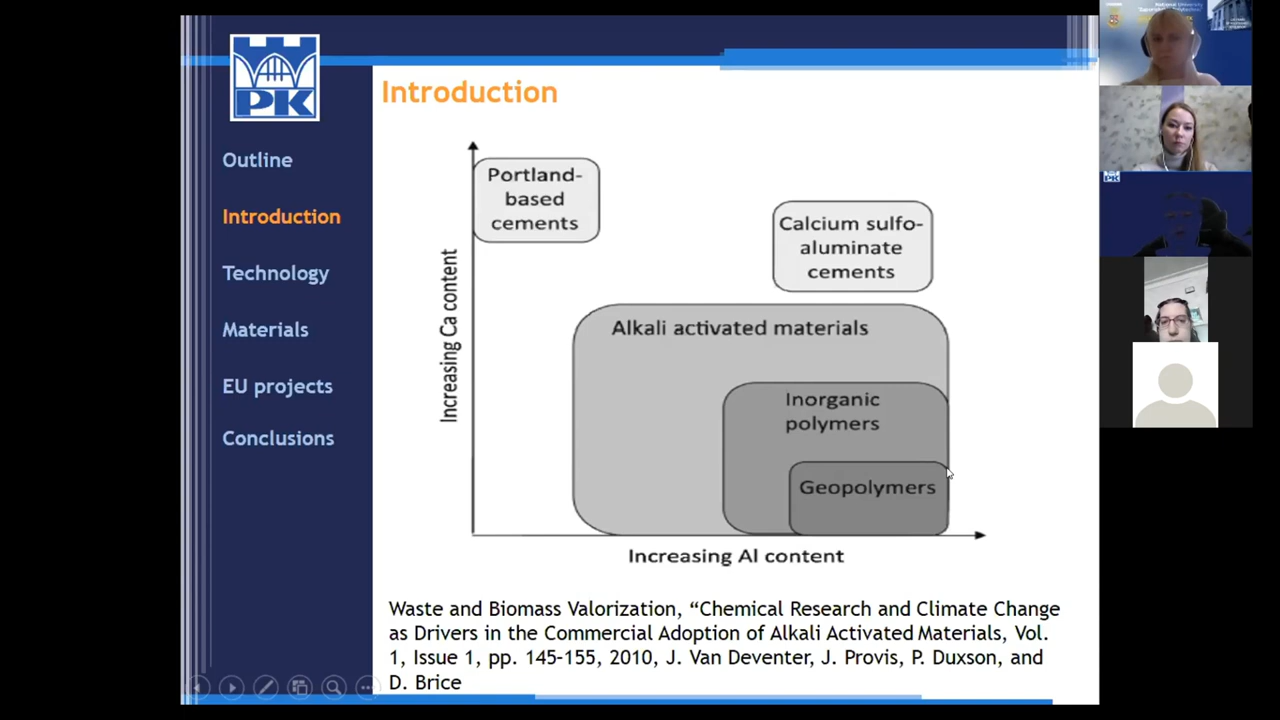 PK
Outline
Introduction
Technology
Materials
EU projects
Conclusions
Introduction
Portland-
based
cements
Calcium sulfo-
aluminate
cements
Alkali activated materials
Inorganic
polymers
Geopolymers
Increasing Ca content
Increasing Al content
Waste and Biomass Valorization, “Chemical Research and Climate Change
as Drivers in the Commercial Adoption of Alkali Activated Materials, Vol.
1, Issue 1, pp. 145-155, 2010, J. Van Deventer, J. Provis, P. Duxson, and
D. Brice
National University
PK